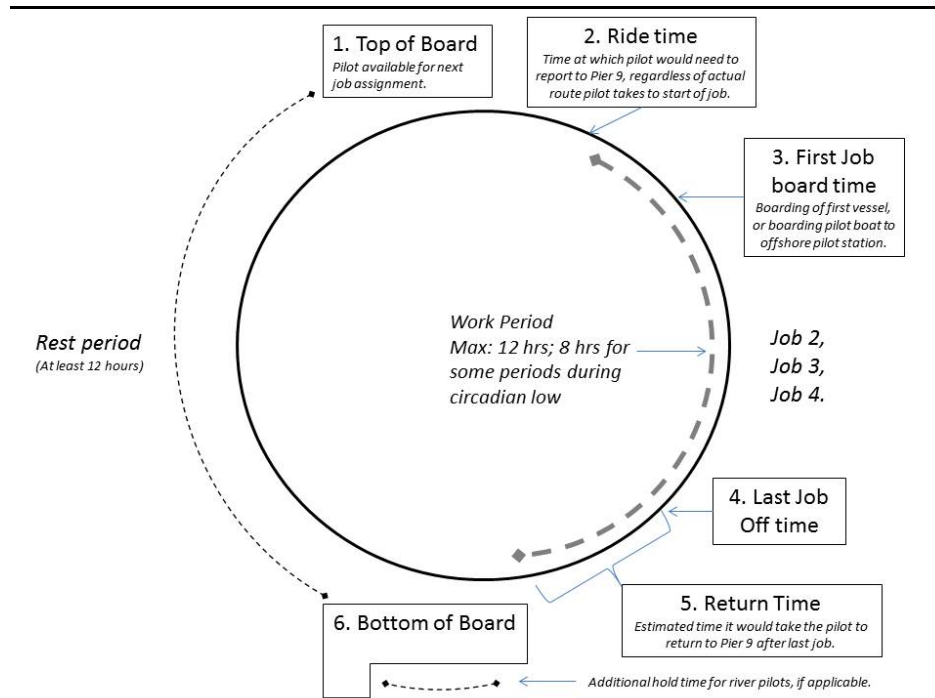 1. Top of Board
Pilot available for next
job assignment.
2. Ride time
Time at which pilot would need to
report to Pier 9, regardless of actual
route pilot takes to start of job.
3. First Job
board time
Boarding of first vessel,
or boarding pilot boat to
offshore pilot station.
Rest period
(At least 12 hours)
Work Period
Max: 12 hrs; 8 hrs for
some periods during
circadian low
Job 2,
Job 3,
Job 4.
4. Last Job
Off time
5. Return Time
Estimated time it would take the pilot to
return to Pier 9 after last job.
6. Bottom of Board
Additional hold time for river pilots, if applicable.